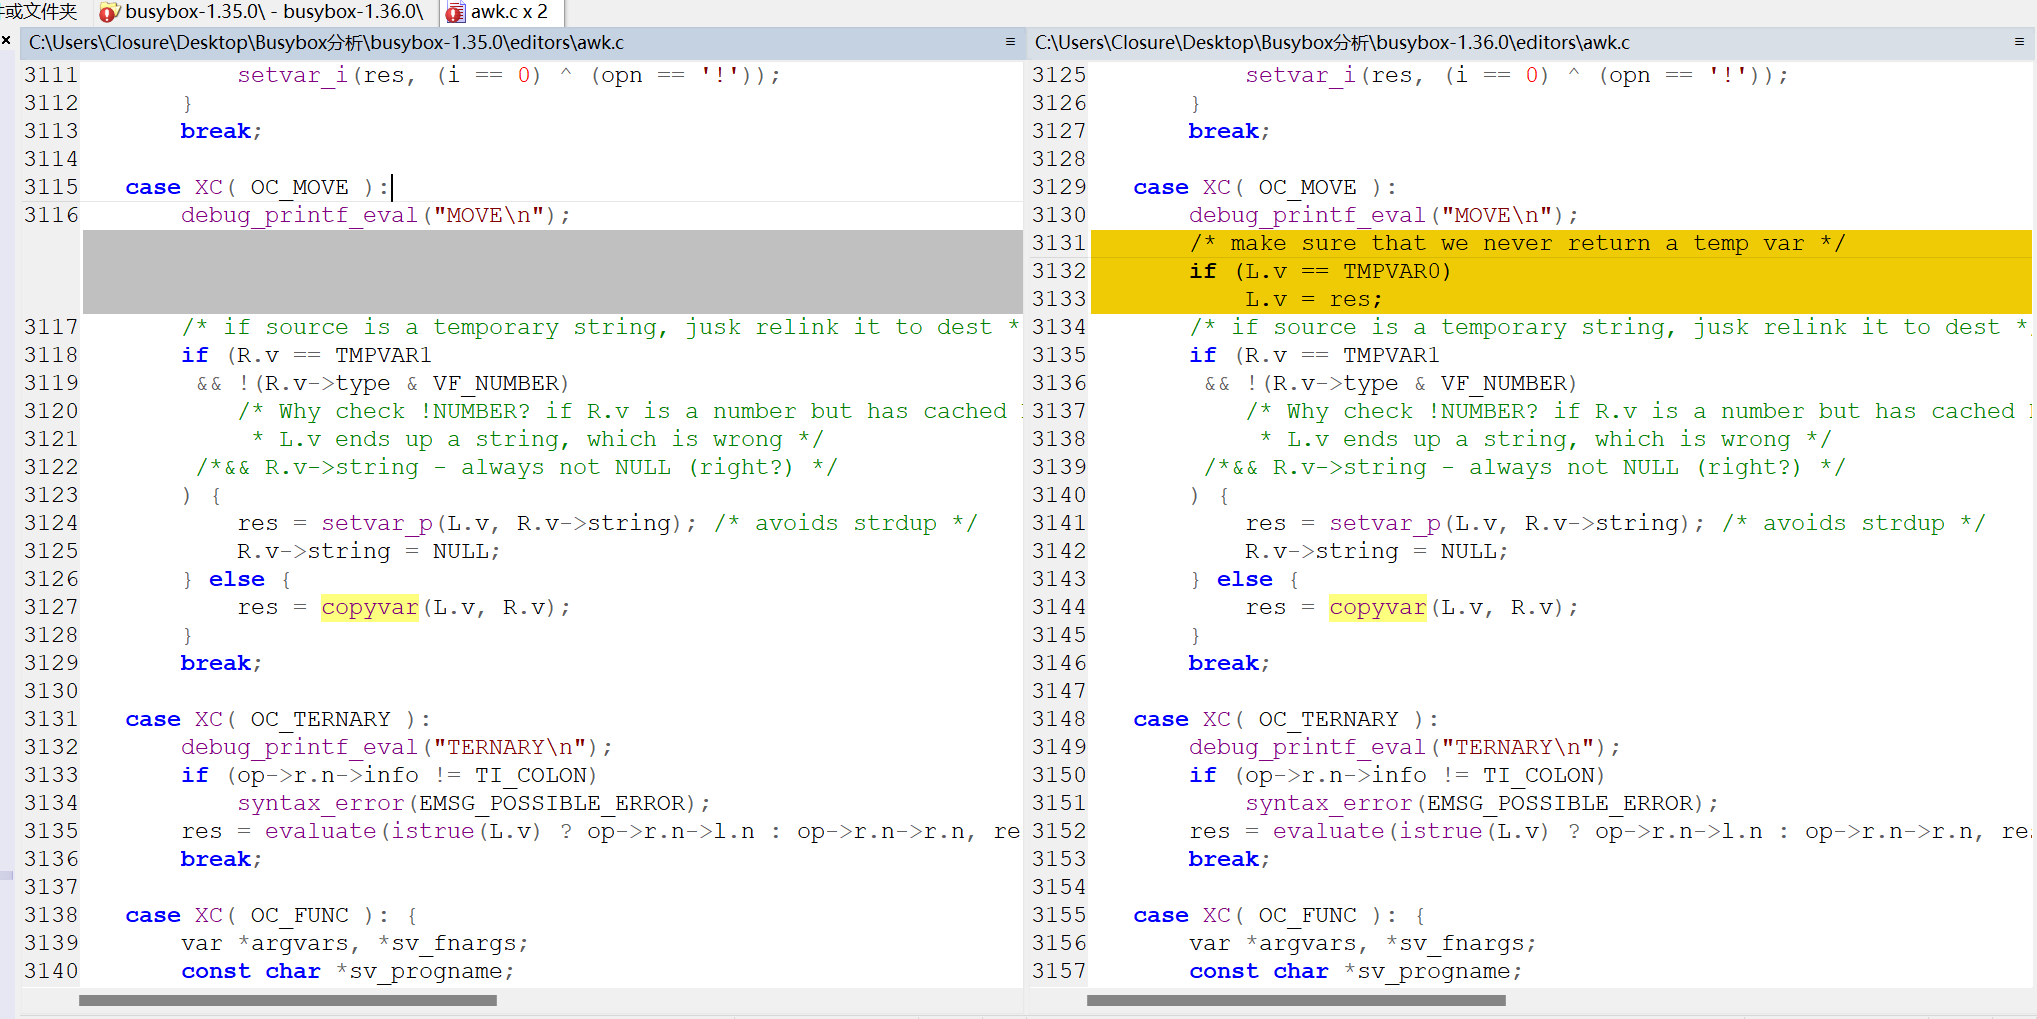 件或文件夹 busybox-1.35.0\ - busybox-1.36.0\ awk.c x 2
C:\Users\Closure\Desktop\Busybox分析\busybox-1.35.0\editors\awk.c
3111 setvar_i(res, (i == 0) ^ (opn == '!'));
3112 }
3113 break;
3114
3115 case XC( OC_MOVE ):
3116 debug_printf_eval("MOVE\n");
3117 /* if source is a temporary string, jusk relink it to dest *
3118 if (R.v == TMPVAR1
3119 && !(R.v->type & VF_NUMBER)
3120 /* Why check !NUMBER? if R.v is a number but has cached
3121 * L.v ends up a string, which is wrong */
3122 /*&& R.v->string - always not NULL (right?) */
3123 ) {
3124 res = setvar_p(L.v, R.v->string); /* avoids strdup */
3125 R.v->string = NULL;
3126 } else {
3127 res = copyvar(L.v, R.v);
3128 }
3129 break;
3130
3131 case XC( OC_TERNARY ):
3132 debug_printf_eval("TERNARY\n");
3133 if (op->r.n->info != TI_COLON)
3134 syntax_error(EMSG_POSSIBLE_ERROR);
3135 res = evaluate(istrue(L.v) ? op->r.n->l.n : op->r.n->r.n, re
3136 break;
3137
3138 case XC( OC_FUNC ): {
3139 var *argvars, *sv_fnargs;
3140 const char *sv_progname;
C:\Users\Closure\Desktop\Busybox分析\busybox-1.36.0\editors\awk.c
3125 setvar_i(res, (i == 0) ^ (opn == '!'));
3126 }
3127 break;
3128
3129 case XC( OC_MOVE ):
3130 debug_printf_eval("MOVE\n");
3131 /* make sure that we never return a temp var */
3132 if (L.v == TMPVAR0)
3133 L.v = res;
3134 /* if source is a temporary string, jusk relink it to dest *
3135 if (R.v == TMPVAR1
3136 && !(R.v->type & VF_NUMBER)
3137 /* Why check !NUMBER? if R.v is a number but has cached
3138 * L.v ends up a string, which is wrong */
3139 /*&& R.v->string - always not NULL (right?) */
3140 ) {
3141 res = setvar_p(L.v, R.v->string); /* avoids strdup */
3142 R.v->string = NULL;
3143 } else {
3144 res = copyvar(L.v, R.v);
3145 }
3146 break;
3147
3148 case XC( OC_TERNARY ):
3149 debug_printf_eval("TERNARY\n");
3150 if (op->r.n->info != TI_COLON)
3151 syntax_error(EMSG_POSSIBLE_ERROR);
3152 res = evaluate(istrue(L.v) ? op->r.n->l.n : op->r.n->r.n, re
3153 break;
3154
3155 case XC( OC_FUNC ): {
3156 var *argvars, *sv_fnargs;
3157 const char *sv_progname;